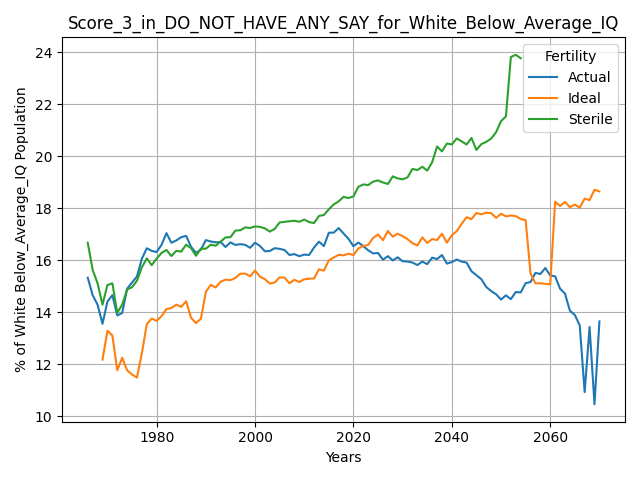 Score_3_in_DO_NOT_HAVE_ANY_SAY_for_White_Below_Average_IQ
% of White Below_Average_IQ Population
24
22
20
18
16
14
12
10
Fertility
Actual
Ideal
Sterile
1980
2000
2020
2040
2060
Years